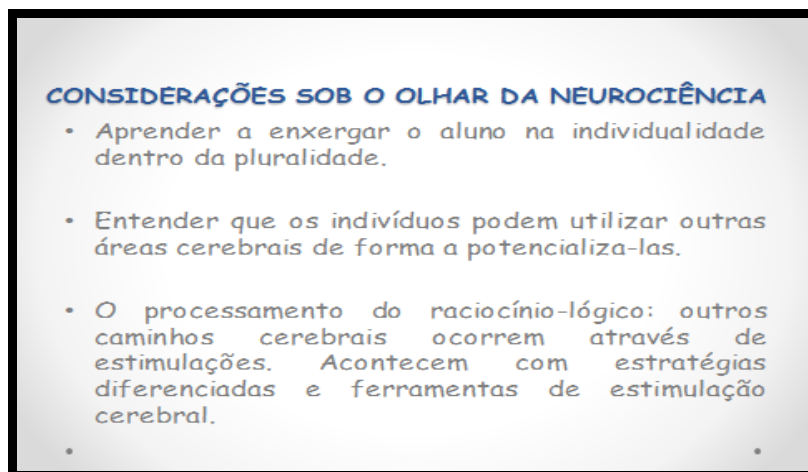 CONSIDERAÇÕES SOB O OLHAR DA NEUROCIÊNCIA
• Aprender a enxergar o aluno na individualidade
dentro da pluralidade.
• Entender que os indivíduos podem utilizar outras
áreas cerebrais de forma a potencializa-las.
• O processamento do raciocínio-lógico: outros
caminhos cerebrais ocorrem através de
estimulações. Acontecem com estratégias
diferenciadas e ferramentas de estimulação
cerebral.